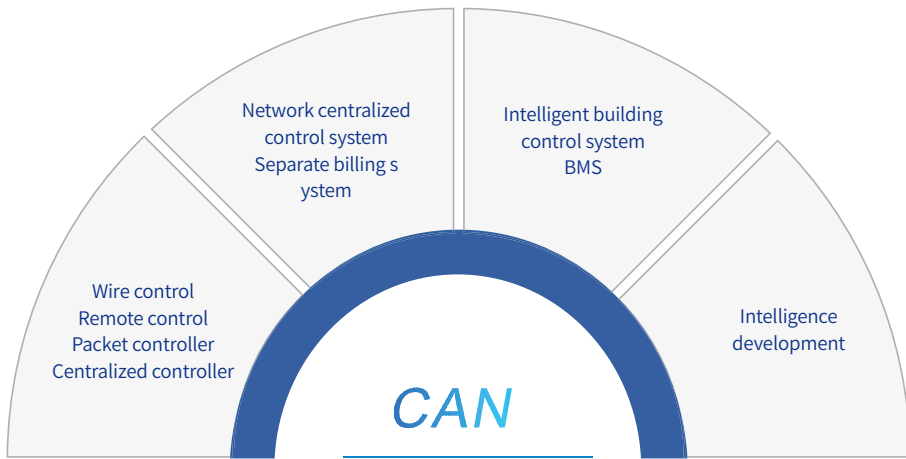 Network centralized
control system
Separate billing s
ystem
Intelligent building
control system
BMS
Wire control
Remote control
Packet controller
Centralized controller
Intelligence
development
CAN